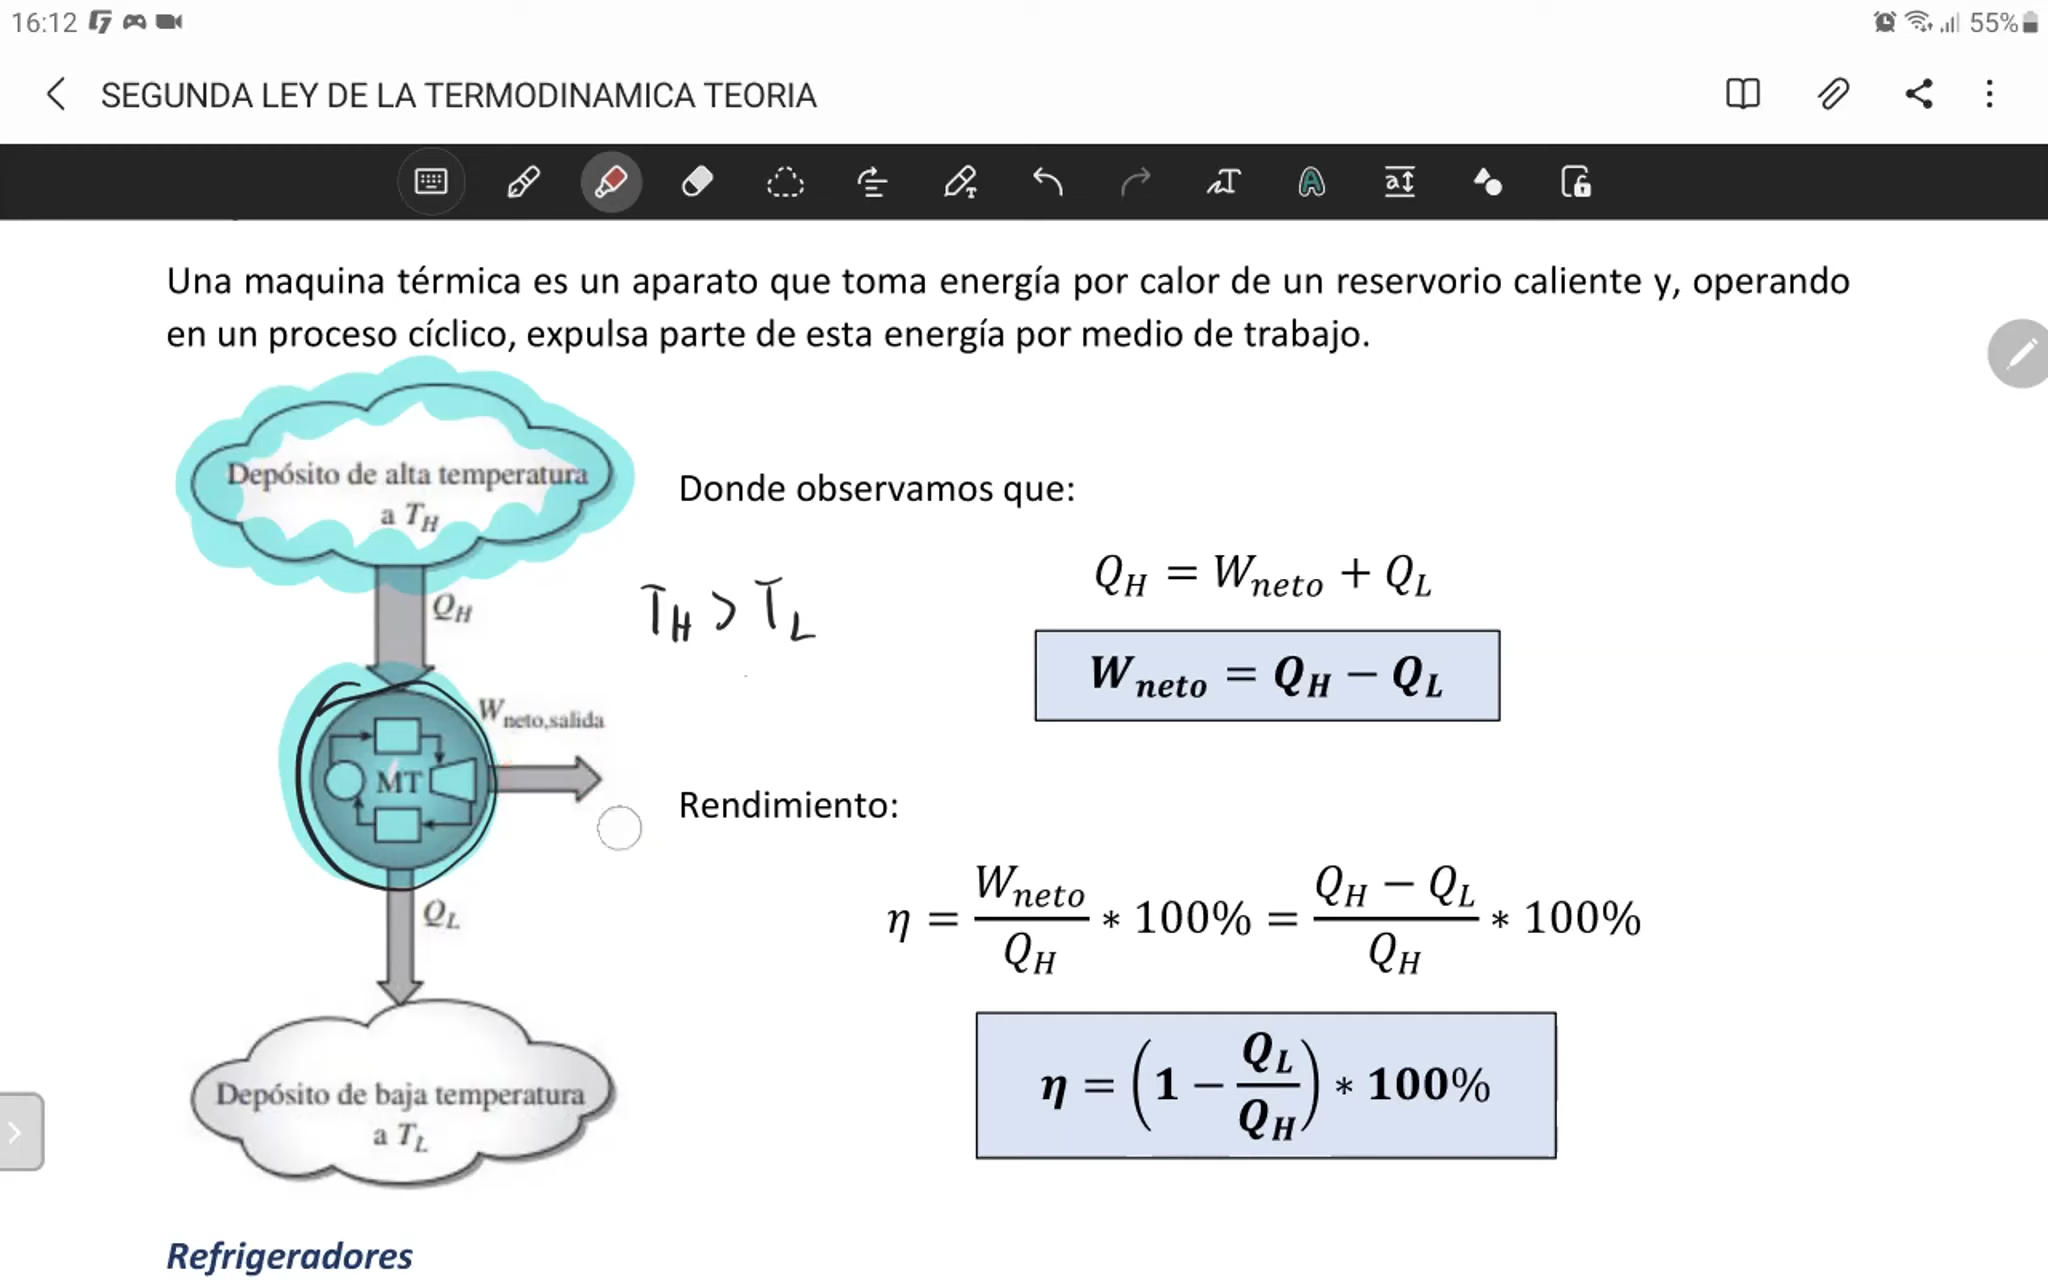 16:12
55%
SEGUNDA LEY DE LA TERMODINAMICA TEORIA
Una maquina térmica es un aparato que toma energía por calor de un reservorio caliente y, operando
en un proceso cíclico, expulsa parte de esta energía por medio de trabajo.
Depósito de alta temperatura
a T_H
Q_H
W_neto,salida
MT
Q_L
Depósito de baja temperatura
a T_L
T_H > T_L
Donde observamos que:
Q_H = W_neto + Q_L
W_neto = Q_H − Q_L
Rendimiento:
η = W_neto / Q_H * 100% = (Q_H − Q_L) / Q_H * 100%
η = (1 − Q_L / Q_H) * 100%
Refrigeradores